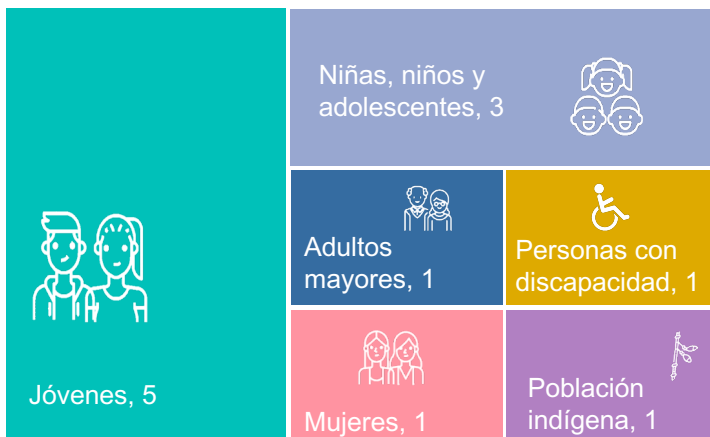 Niñas, niños y
adolescentes, 3
Adultos
mayores, 1
Personas con
discapacidad, 1
Jóvenes, 5
Mujeres, 1
Población
indígena, 1